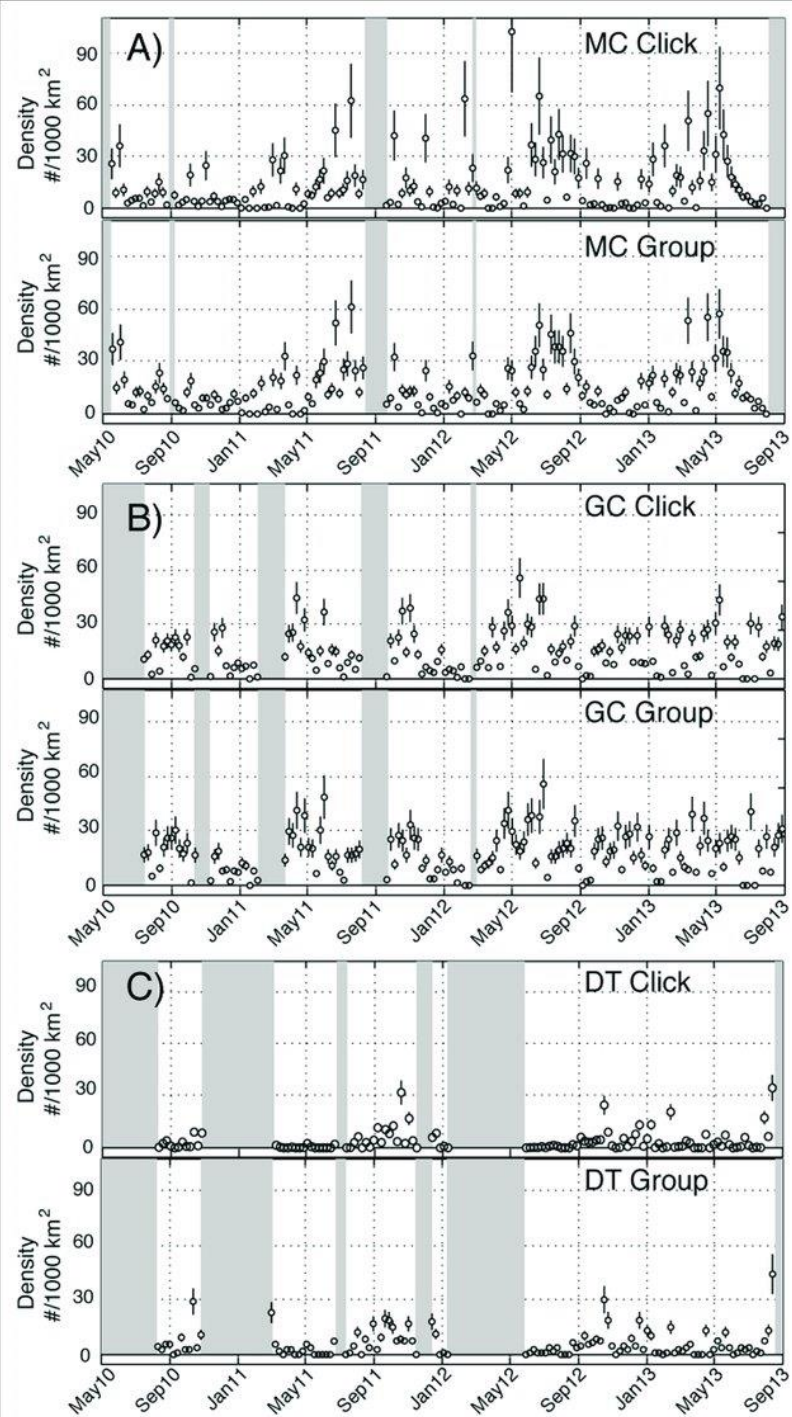 A)
MC Click
Density
#/1000 km²
90
60
30
0
MC Group
Density
#/1000 km²
90
60
30
0
May10 Sep10 Jan11 May11 Sep11 Jan12 May12 Sep12 Jan13 May13 Sep13
B)
GC Click
Density
#/1000 km²
90
60
30
0
GC Group
Density
#/1000 km²
90
60
30
0
May10 Sep10 Jan11 May11 Sep11 Jan12 May12 Sep12 Jan13 May13 Sep13
C)
DT Click
Density
#/1000 km²
90
60
30
0
DT Group
Density
#/1000 km²
90
60
30
0
May10 Sep10 Jan11 May11 Sep11 Jan12 May12 Sep12 Jan13 May13 Sep13